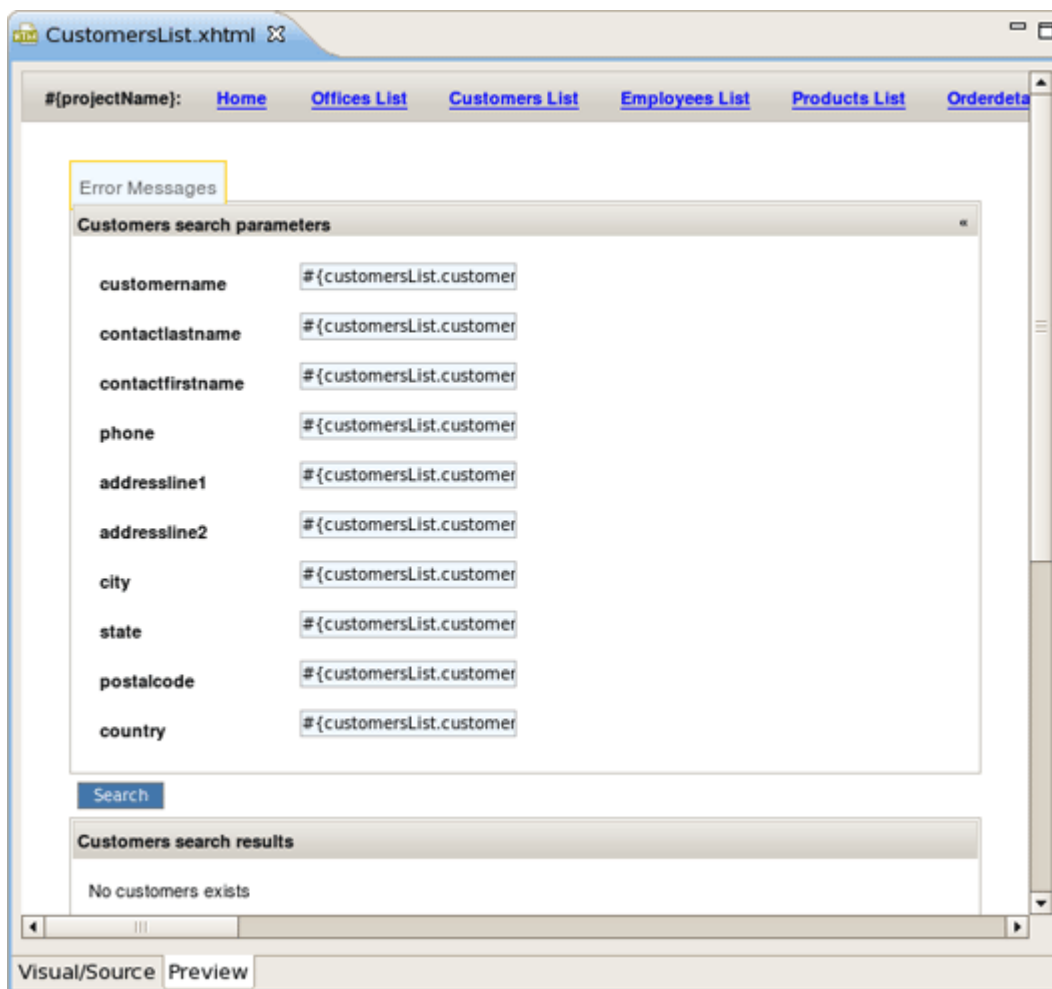 CustomersList.xhtml
#{projectName}: Home Offices List Customers List Employees List Products List Orderdeta
Error Messages
Customers search parameters «
customername #{customersList.customer
contactlastname #{customersList.customer
contactfirstname #{customersList.customer
phone #{customersList.customer
addressline1 #{customersList.customer
addressline2 #{customersList.customer
city #{customersList.customer
state #{customersList.customer
postalcode #{customersList.customer
country #{customersList.customer
Search
Customers search results
No customers exists
Visual/Source Preview